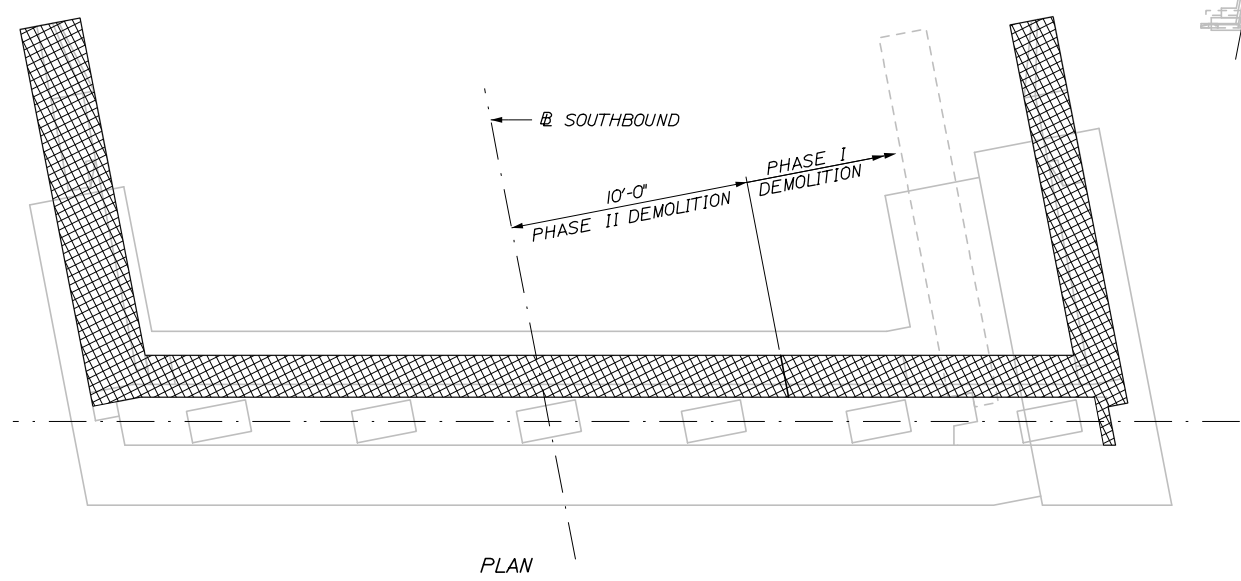 ℄ SOUTHBOUND
PHASE I
DEMOLITION
10'-0"
PHASE II DEMOLITION
PLAN